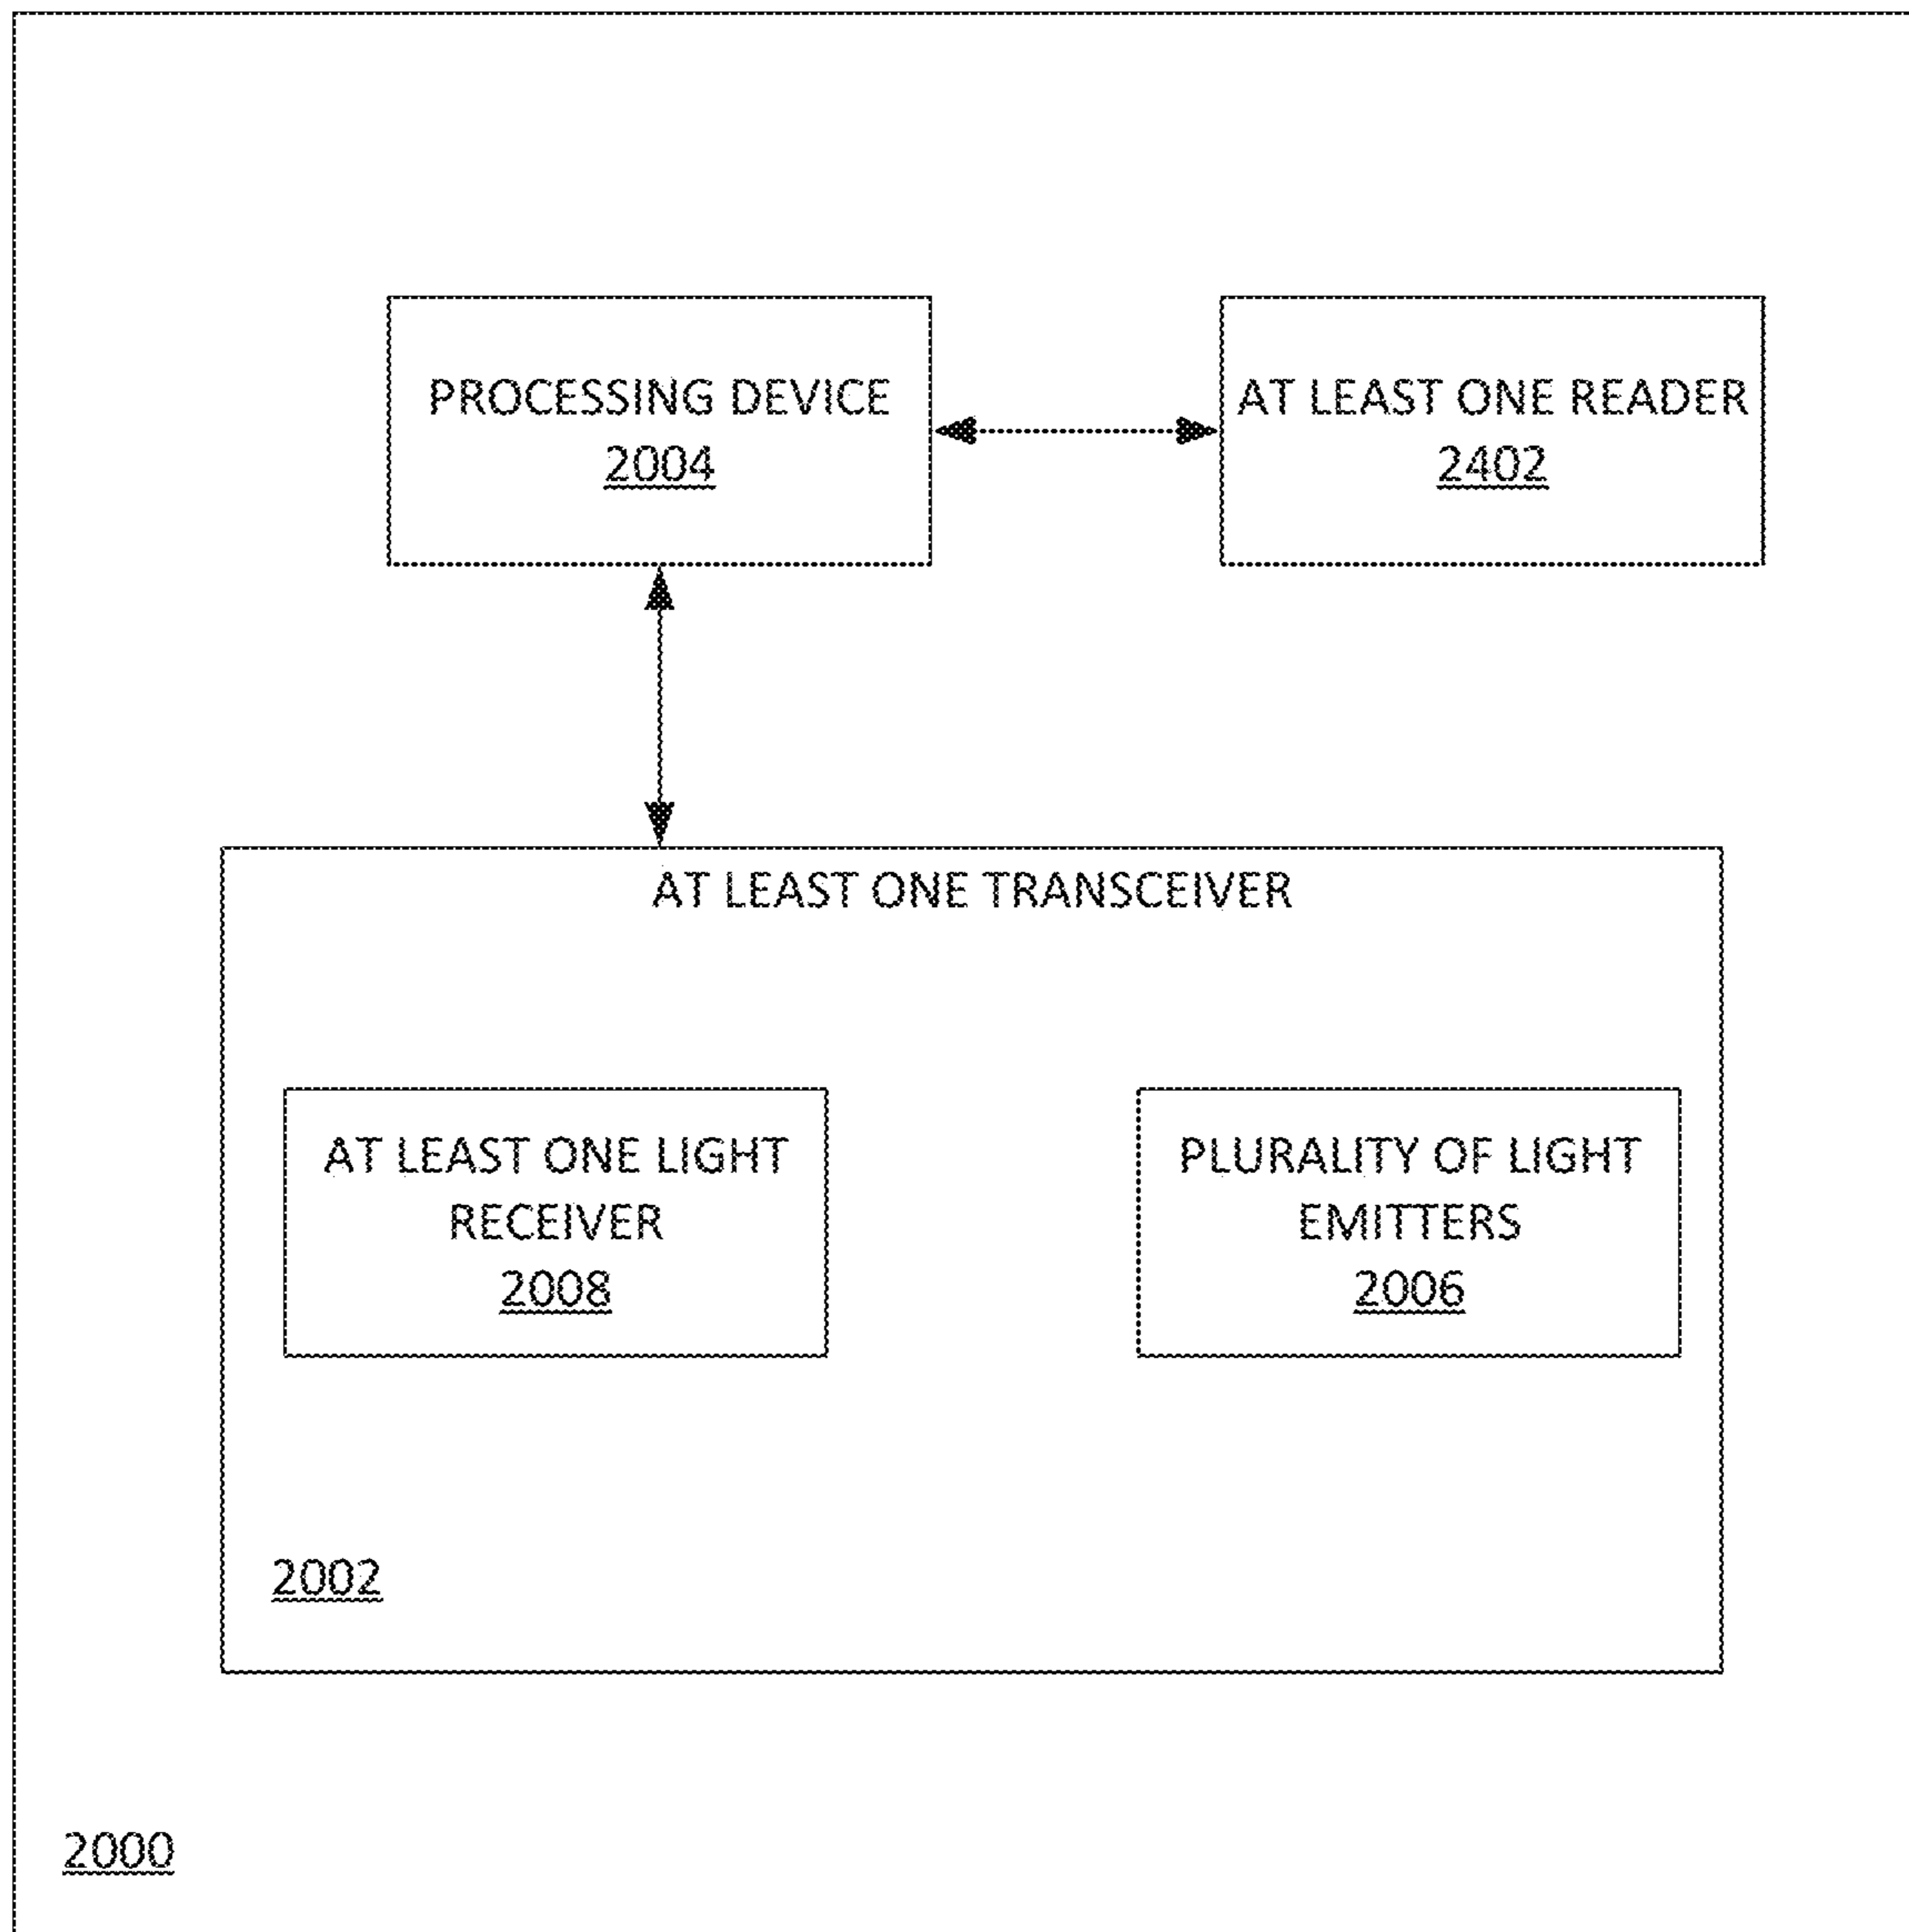 PROCESSING DEVICE
2004
AT LEAST ONE READER
2402
AT LEAST ONE TRANSCEIVER
AT LEAST ONE LIGHT
RECEIVER
2008
PLURALITY OF LIGHT
EMITTERS
2006
2002
2000